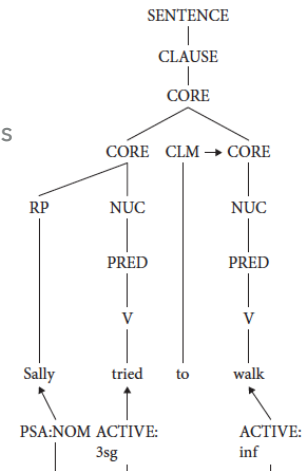 SENTENCE
CLAUSE
CORE
s
CORE CLM → CORE
RP NUC NUC
PRED PRED
V V
Sally tried to walk
PSA:NOM ACTIVE: ACTIVE:
3sg inf